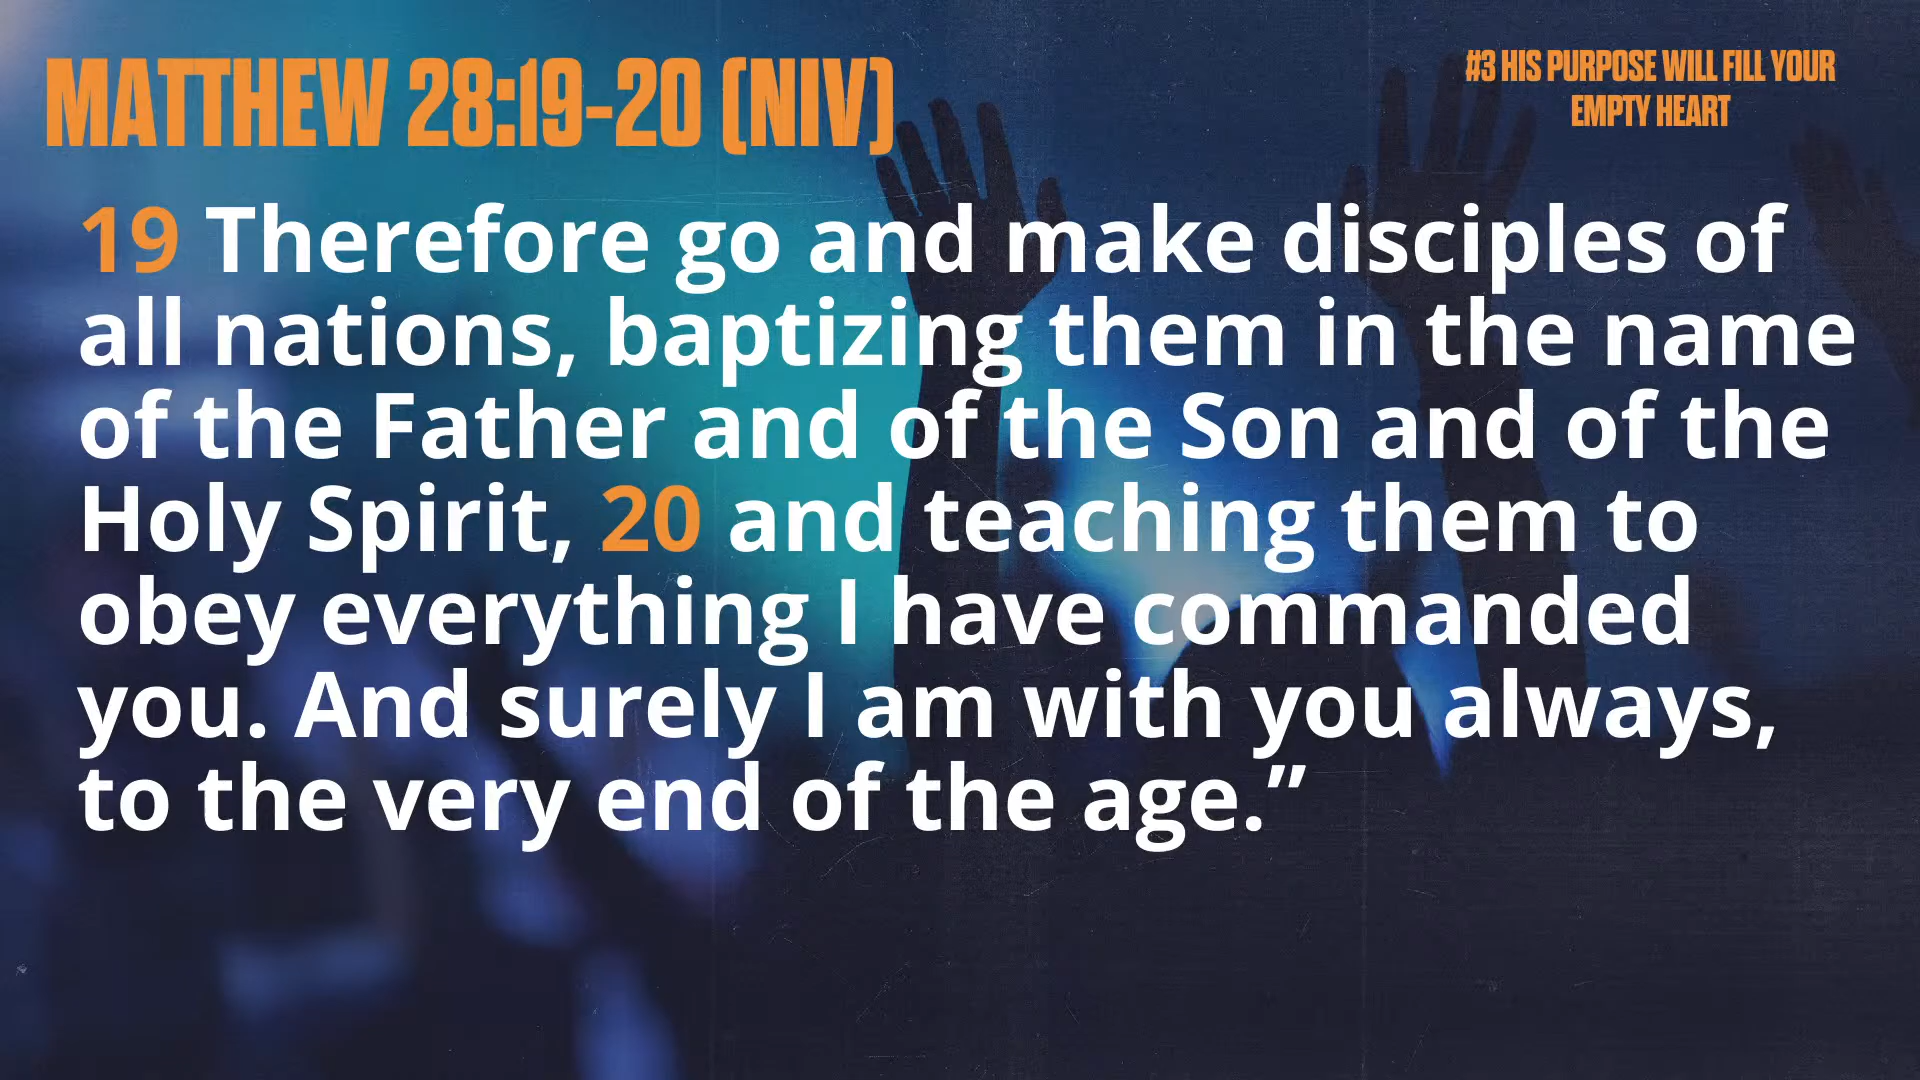 MATTHEW 28:19-20 (NIV)
#3 HIS PURPOSE WILL FILL YOUR
EMPTY HEART
19 Therefore go and make disciples of
all nations, baptizing them in the name
of the Father and of the Son and of the
Holy Spirit, 20 and teaching them to
obey everything I have commanded
you. And surely I am with you always,
to the very end of the age.”